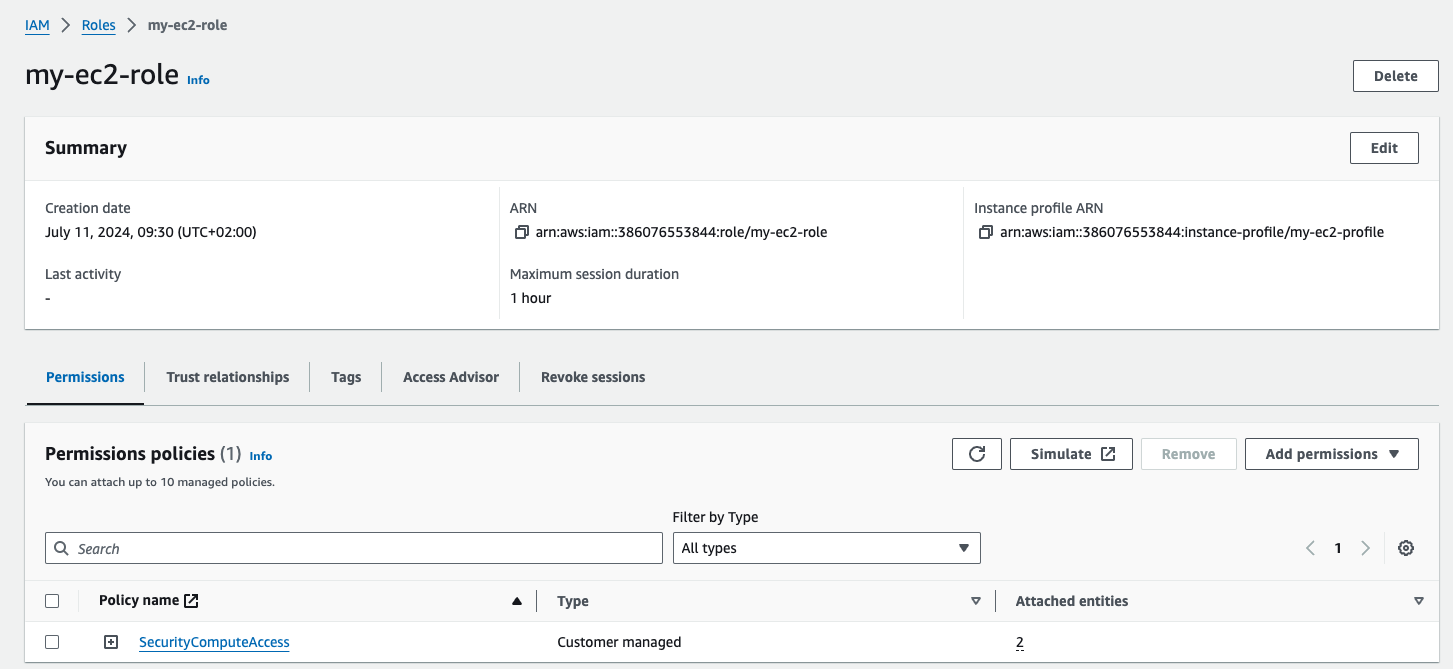 IAM > Roles > my-ec2-role
my-ec2-role Info
Delete
Summary
Edit
Creation date
July 11, 2024, 09:30 (UTC+02:00)
ARN
arn:aws:iam::386076553844:role/my-ec2-role
Instance profile ARN
arn:aws:iam::386076553844:instance-profile/my-ec2-profile
Last activity
-
Maximum session duration
1 hour
Permissions Trust relationships Tags Access Advisor Revoke sessions
Permissions policies (1) Info
You can attach up to 10 managed policies.
Simulate Remove Add permissions
Filter by Type
Search All types 1
Policy name Type Attached entities
SecurityComputeAccess Customer managed 2